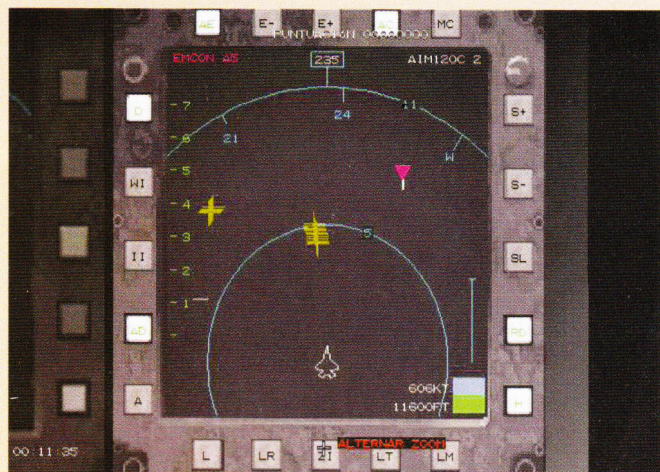 AE E- E+ AC MC
PUNTUACIÓN 00000000
EMCON A5 235 AIM120C 2
7 11
24
S+
6 21 W
5
WI S-
4
3 5
II SL
2
1
AD RD
606KT
A 11600FT
ALTERNAR ZOOM
00:11:35 L LR LT LM